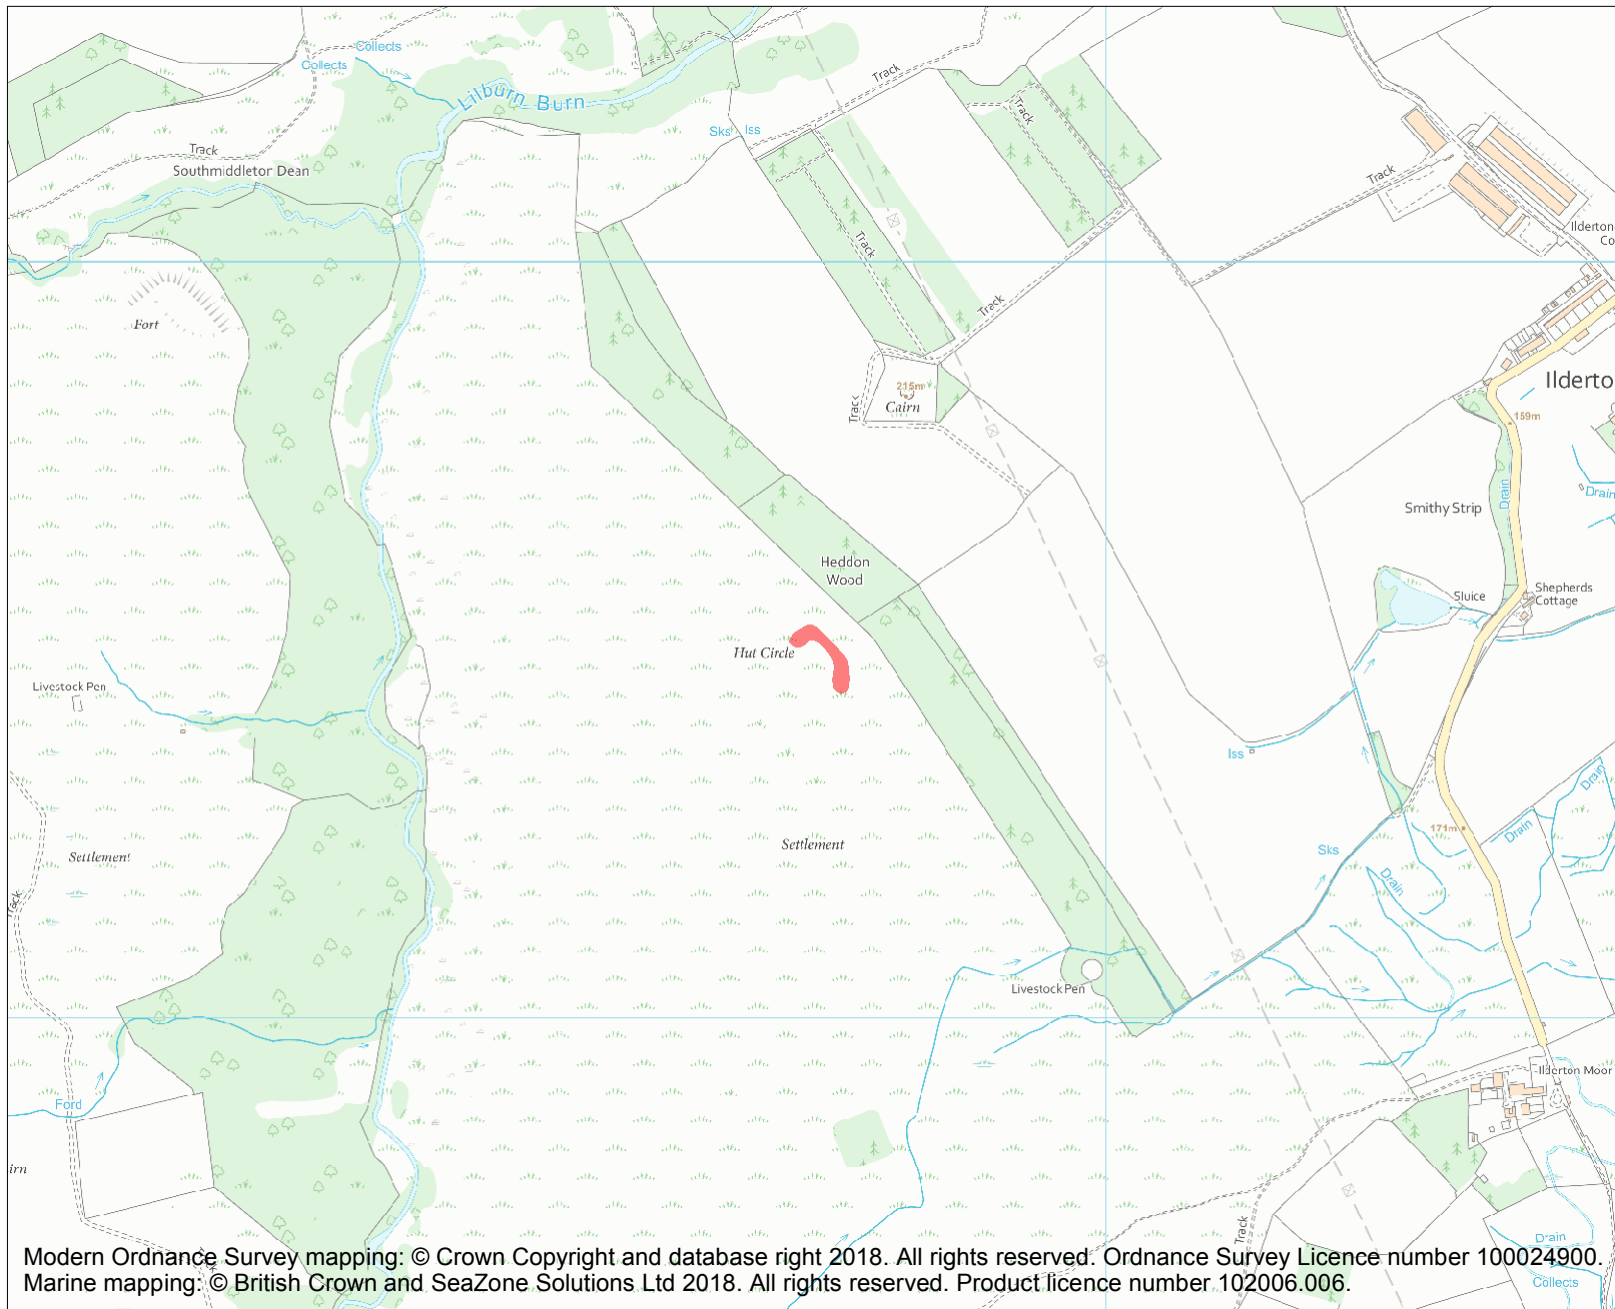 Collects
Collects
Lilburn Burn
Track
Sks
Iss
Track
Track
Southmiddleton Dean
Track
Ilderton
Co
Track
Fort
Track
215m
Cairn
Track
Ilderto
159m
Drain
Drain
Smithy Strip
Heddon
Wood
Sluice
Shepherds
Cottage
Hut Circle
Livestock Pen
Iss
Drain
171m
Drain
Settlement
Settlement
Sks
Drain
Track
Livestock Pen
Ilderton Moor
Ford
irn
Track
Drain
Collects
Modern Ordnance Survey mapping: © Crown Copyright and database right 2018. All rights reserved. Ordnance Survey Licence number 100024900.
Marine mapping: © British Crown and SeaZone Solutions Ltd 2018. All rights reserved. Product licence number 102006.006.